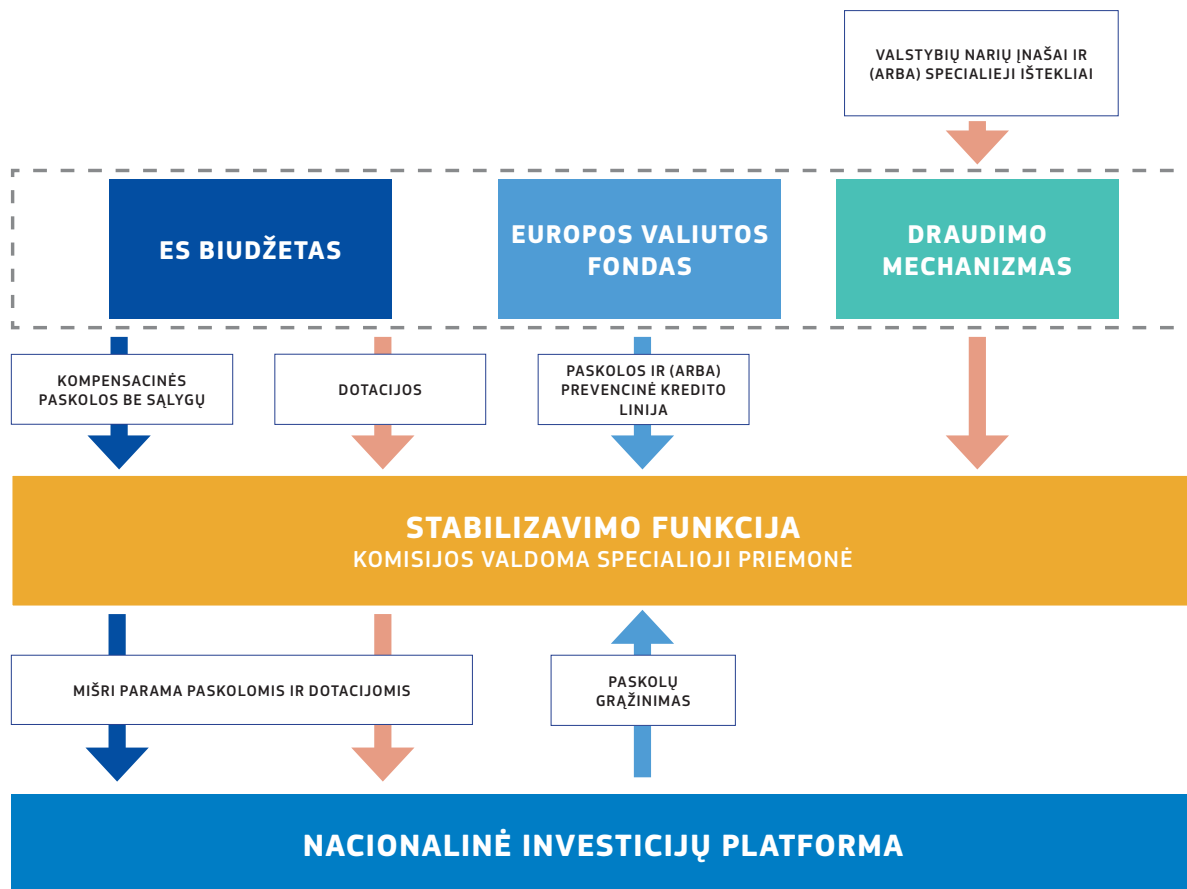 VALSTYBIŲ NARIŲ ĮNAŠAI IR
(ARBA) SPECIALIEJI IŠTEKLIAI
ES BIUDŽETAS
EUROPOS VALIUTOS
FONDAS
DRAUDIMO
MECHANIZMAS
KOMPENSACINĖS
PASKOLOS BE SĄLYGŲ
DOTACIJOS
PASKOLOS IR (ARBA)
PREVENCINĖ KREDITO
LINIJA
STABILIZAVIMO FUNKCIJA
KOMISIJOS VALDOMA SPECIALIOJI PRIEMONĖ
MIŠRI PARAMA PASKOLOMIS IR DOTACIJOMIS
PASKOLŲ
GRĄŽINIMAS
NACIONALINĖ INVESTICIJŲ PLATFORMA